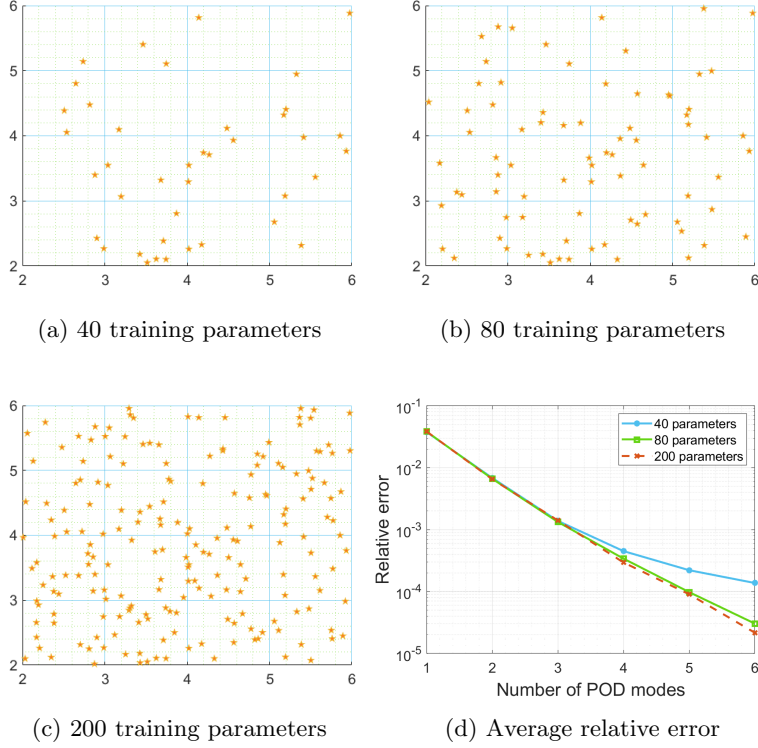 6
5
4
3
2
2 3 4 5 6
(a) 40 training parameters
6
5
4
3
2
2 3 4 5 6
(b) 80 training parameters
6
5
4
3
2
2 3 4 5 6
(c) 200 training parameters
10^-1
10^-2
10^-3
10^-4
10^-5
Relative error
40 parameters
80 parameters
200 parameters
1 2 3 4 5 6
Number of POD modes
(d) Average relative error